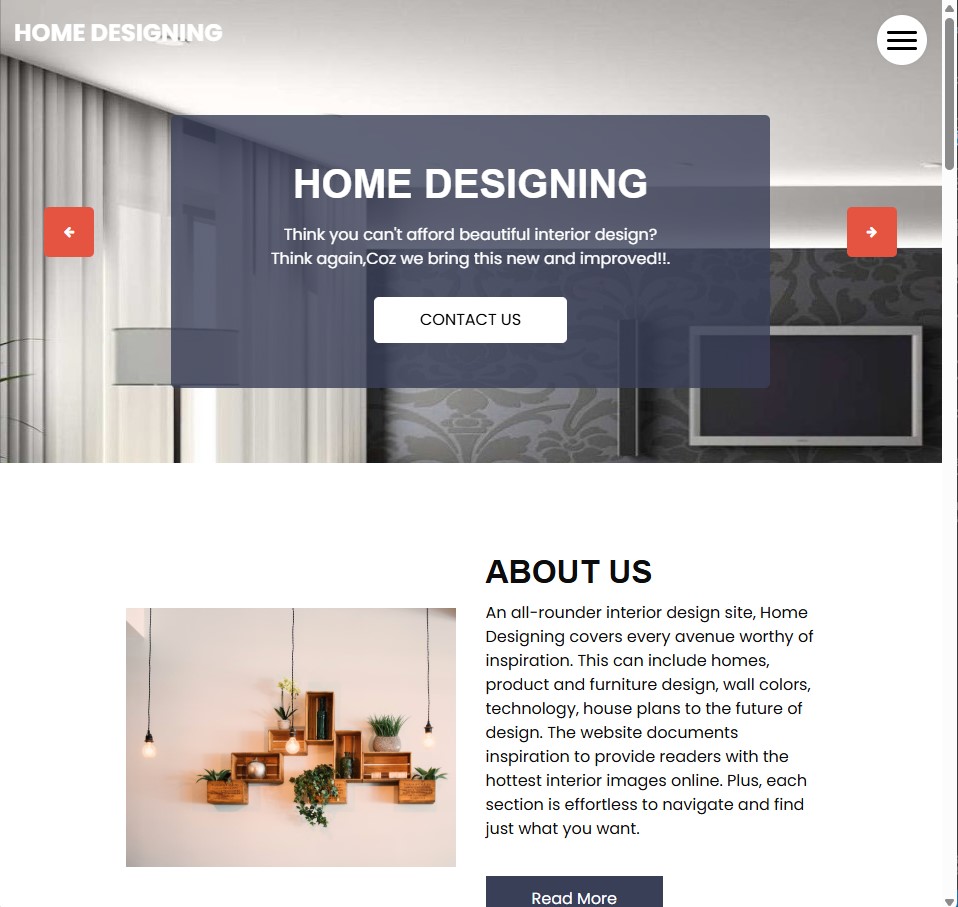 HOME DESIGNING
HOME DESIGNING
Think you can't afford beautiful interior design?
Think again,Coz we bring this new and improved!!.
CONTACT US
ABOUT US
An all-rounder interior design site, Home
Designing covers every avenue worthy of
inspiration. This can include homes,
product and furniture design, wall colors,
technology, house plans to the future of
design. The website documents
inspiration to provide readers with the
hottest interior images online. Plus, each
section is effortless to navigate and find
just what you want.
Read More